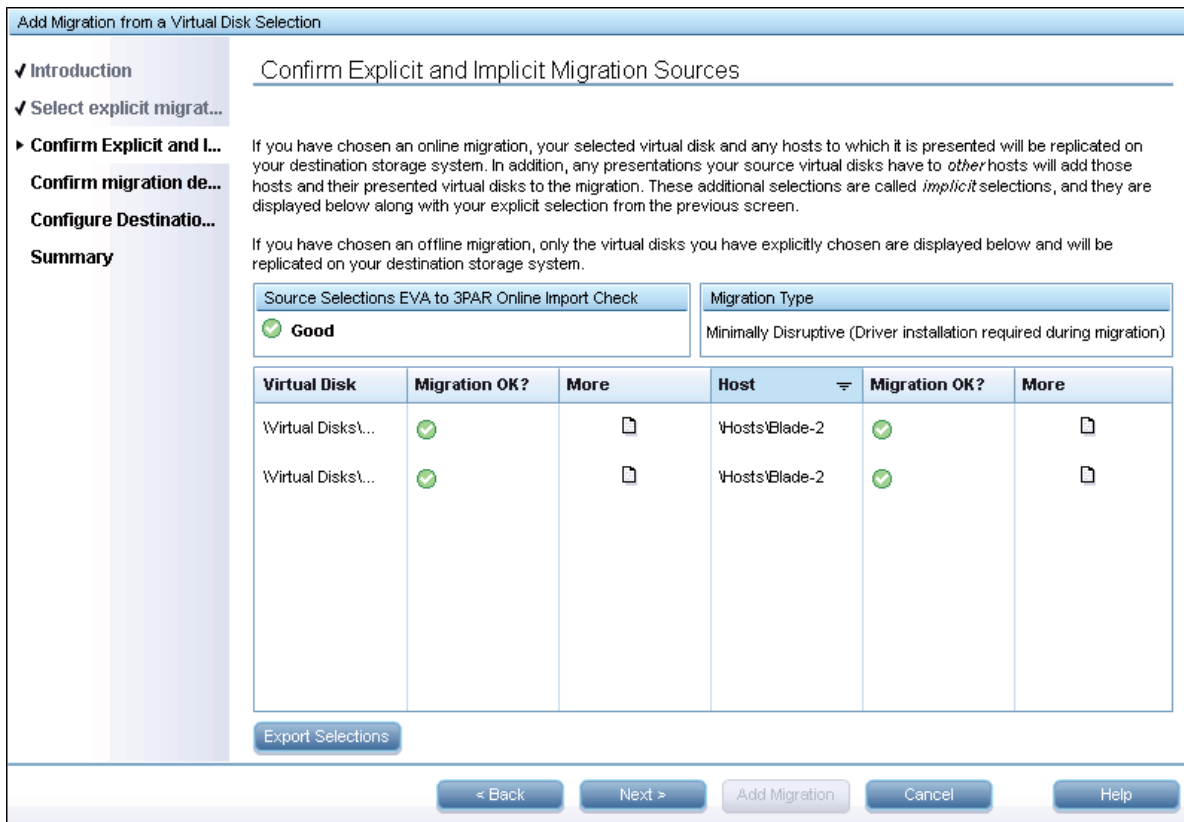 Add Migration from a Virtual Disk Selection
Introduction
Select explicit migrat...
Confirm Explicit and I...
Confirm migration de...
Configure Destinatio...
Summary
Confirm Explicit and Implicit Migration Sources
If you have chosen an online migration, your selected virtual disk and any hosts to which it is presented will be replicated on
your destination storage system. In addition, any presentations your source virtual disks have to other hosts will add those
hosts and their presented virtual disks to the migration. These additional selections are called implicit selections, and they are
displayed below along with your explicit selection from the previous screen.
If you have chosen an offline migration, only the virtual disks you have explicitly chosen are displayed below and will be
replicated on your destination storage system.
Source Selections EVA to 3PAR Online Import Check
Good
Migration Type
Minimally Disruptive (Driver installation required during migration)
Virtual Disk Migration OK? More Host Migration OK? More
\Virtual Disks\... \Hosts\Blade-2
\Virtual Disks\... \Hosts\Blade-2
Export Selections
< Back Next > Add Migration Cancel Help